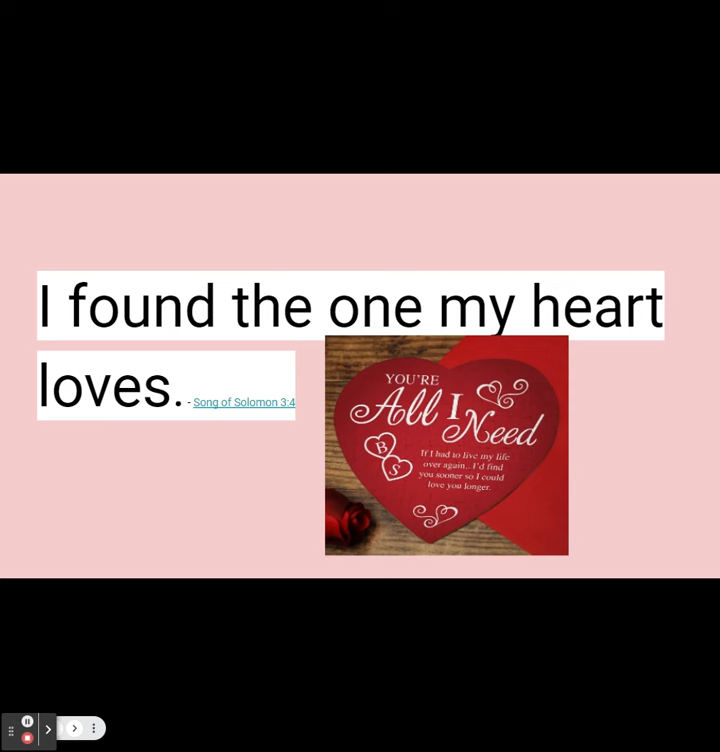 I found the one my heart
loves. - Song of Solomon 3:4
YOU'RE
All I
Need
B
S
If I had to live my life
over again...I'd find
you sooner so I could
love you longer.